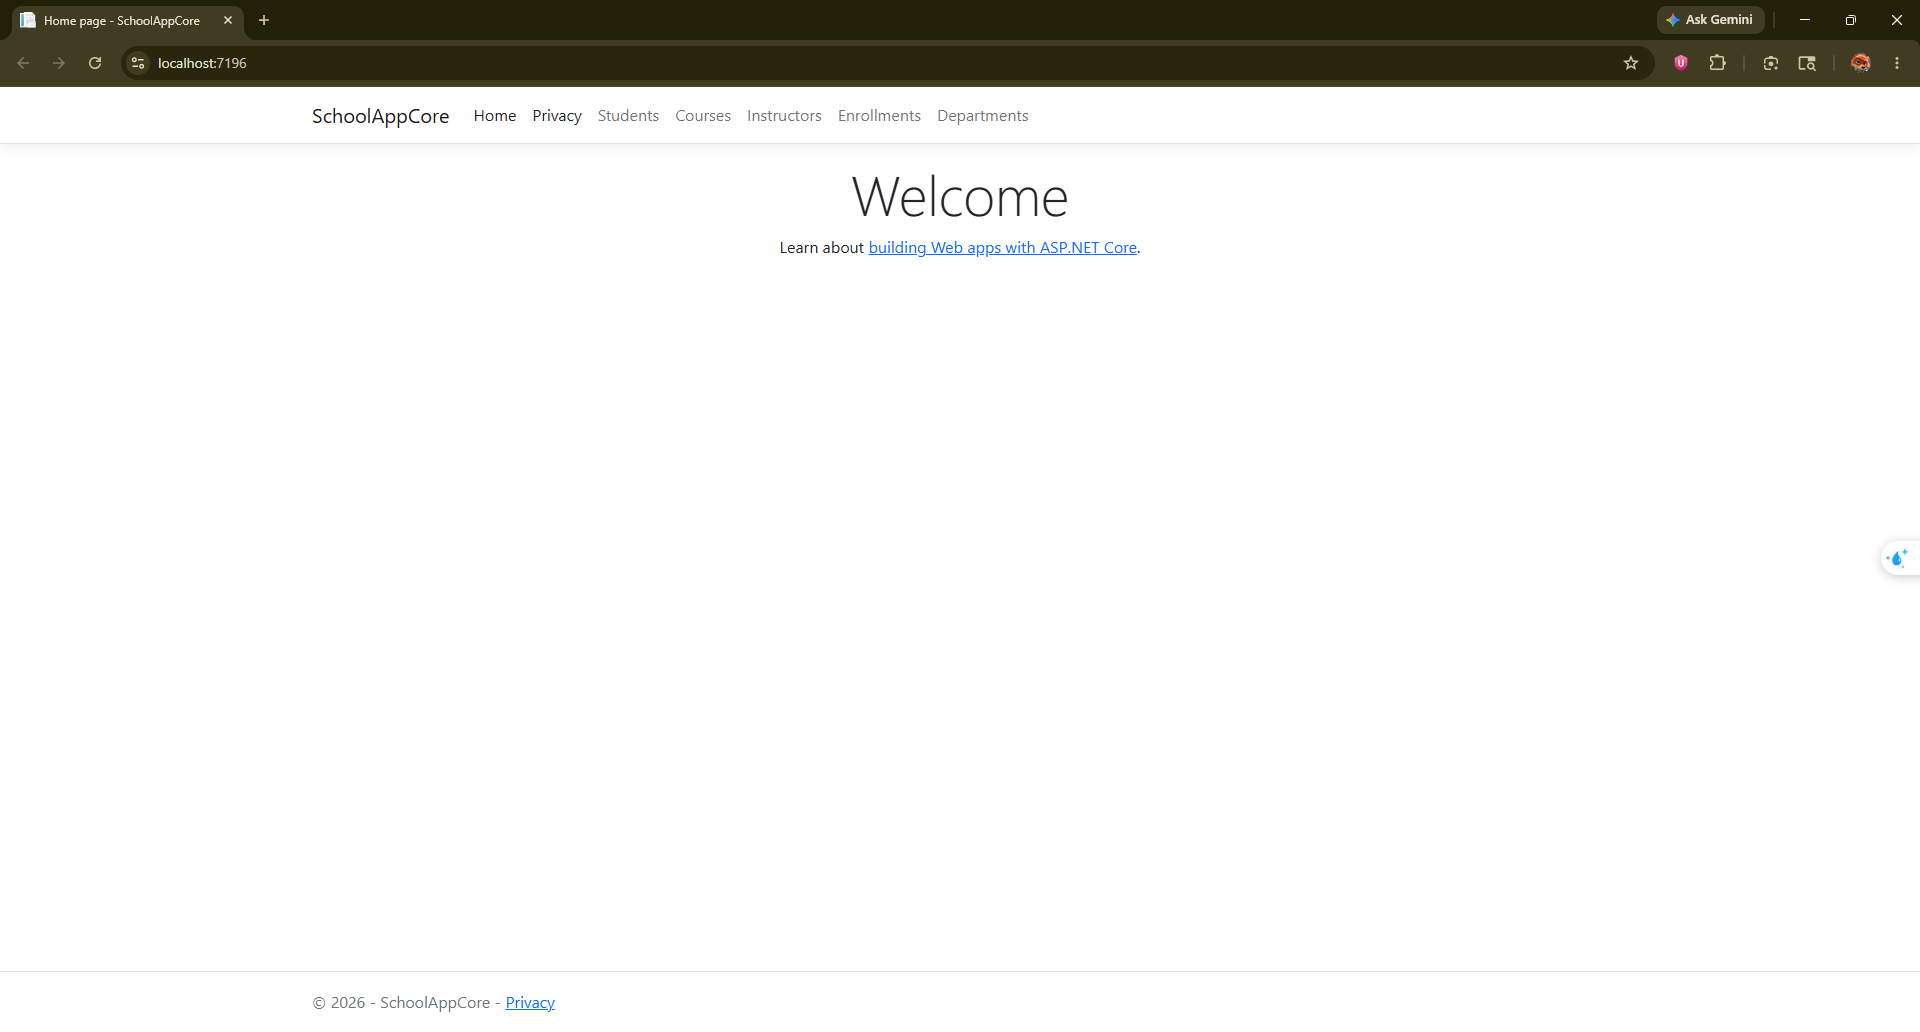 Home page - SchoolAppCore
Ask Gemini
localhost:7196
SchoolAppCore Home Privacy Students Courses Instructors Enrollments Departments
Welcome
Learn about building Web apps with ASP.NET Core.
© 2026 - SchoolAppCore - Privacy